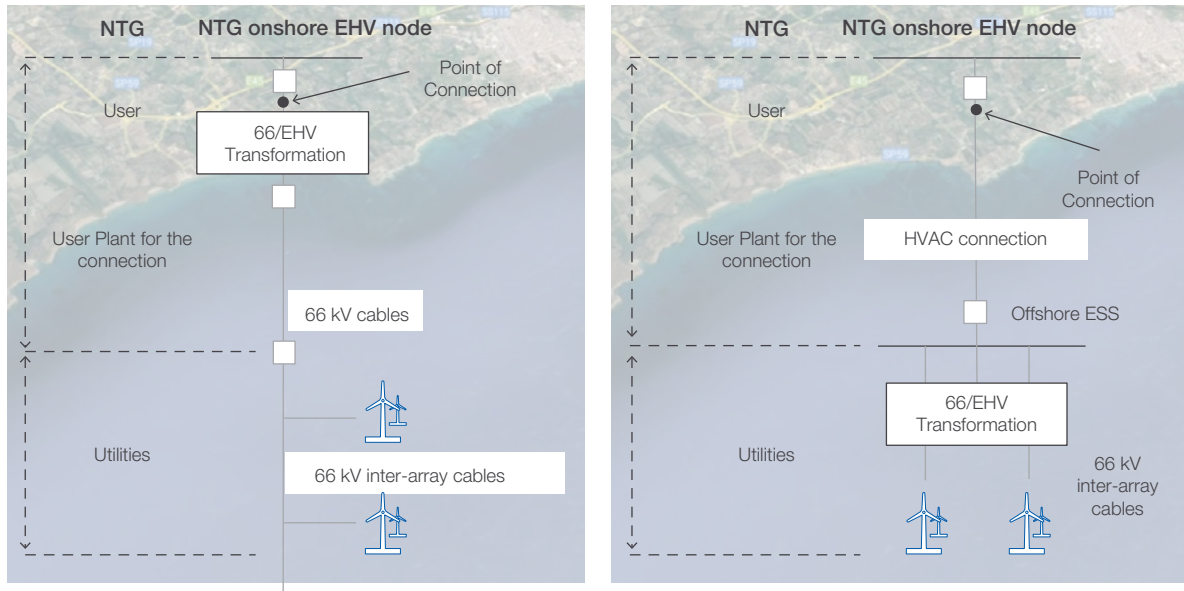 NTG
NTG onshore EHV node
Point of
Connection
User
66/EHV
Transformation
User Plant for the
connection
66 kV cables
Utilities
66 kV inter-array cables
NTG
NTG onshore EHV node
User
Point of
Connection
User Plant for the
connection
HVAC connection
Offshore ESS
66/EHV
Transformation
Utilities
66 kV
inter-array
cables